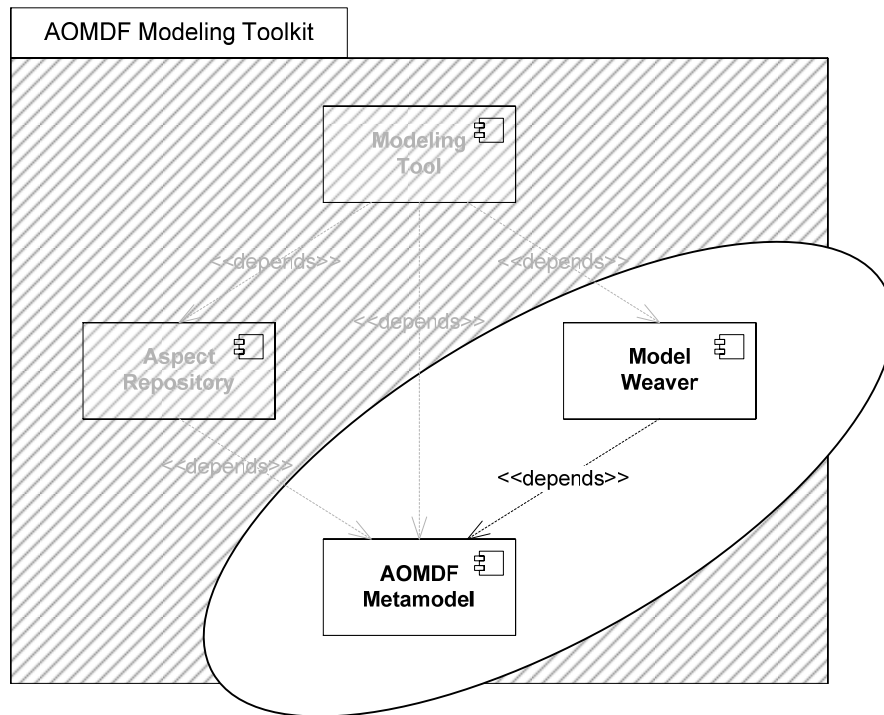 AOMDF Modeling Toolkit
Modeling
Tool
<<depends>>
<<depends>>
<<depends>>
Aspect
Repository
Model
Weaver
<<depends>>
<<depends>>
AOMDF
Metamodel